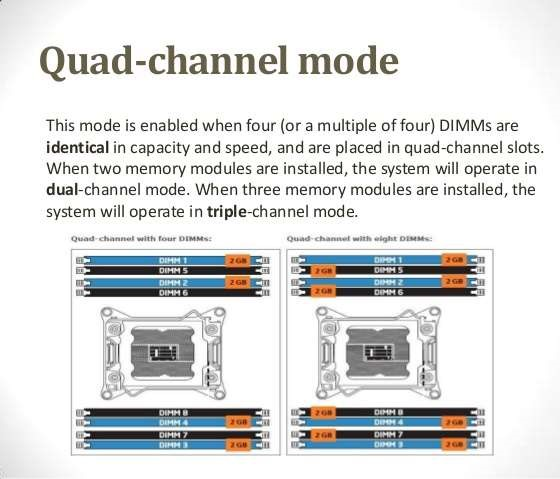 Quad-channel mode
This mode is enabled when four (or a multiple of four) DIMMs are
identical in capacity and speed, and are placed in quad-channel slots.
When two memory modules are installed, the system will operate in
dual-channel mode. When three memory modules are installed, the
system will operate in triple-channel mode.
Quad-channel with four DIMMs:
DIMM 1 2 GB
DIMM 5
DIMM 2 2 GB
DIMM 6
DIMM 8
DIMM 4 2 GB
DIMM 7
DIMM 3 2 GB
Quad-channel with eight DIMMs:
DIMM 1 2 GB
2 GB DIMM 5
DIMM 2 2 GB
2 GB DIMM 6
2 GB DIMM 8
DIMM 4 2 GB
2 GB DIMM 7
DIMM 3 2 GB